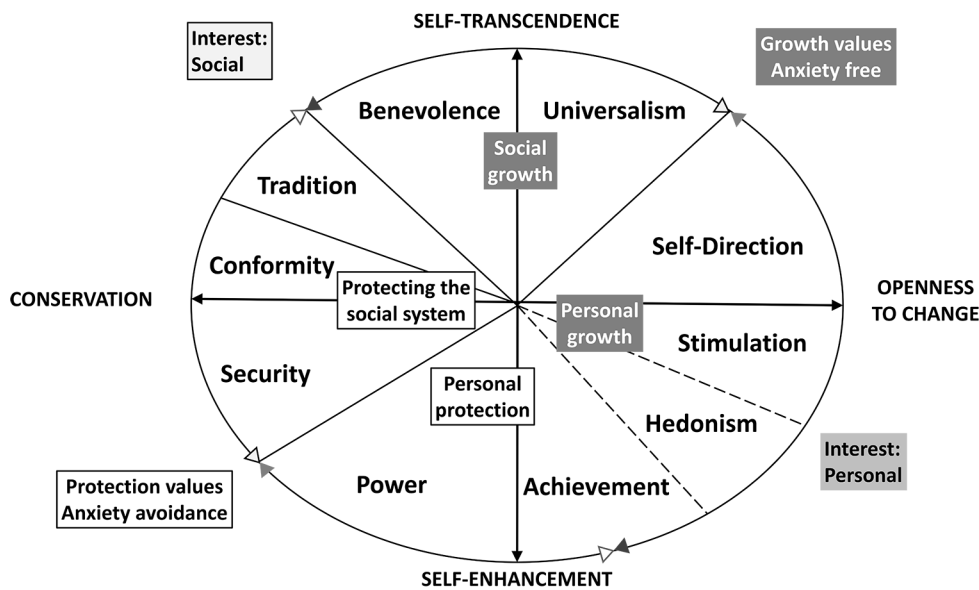 SELF-TRANSCENDENCE
Interest:
Social
Growth values
Anxiety free
Benevolence
Universalism
Social
growth
Tradition
Self-Direction
Conformity
CONSERVATION
Protecting the
social system
Personal
growth
OPENNESS
TO CHANGE
Stimulation
Security
Personal
protection
Hedonism
Interest:
Personal
Protection values
Anxiety avoidance
Power
Achievement
SELF-ENHANCEMENT